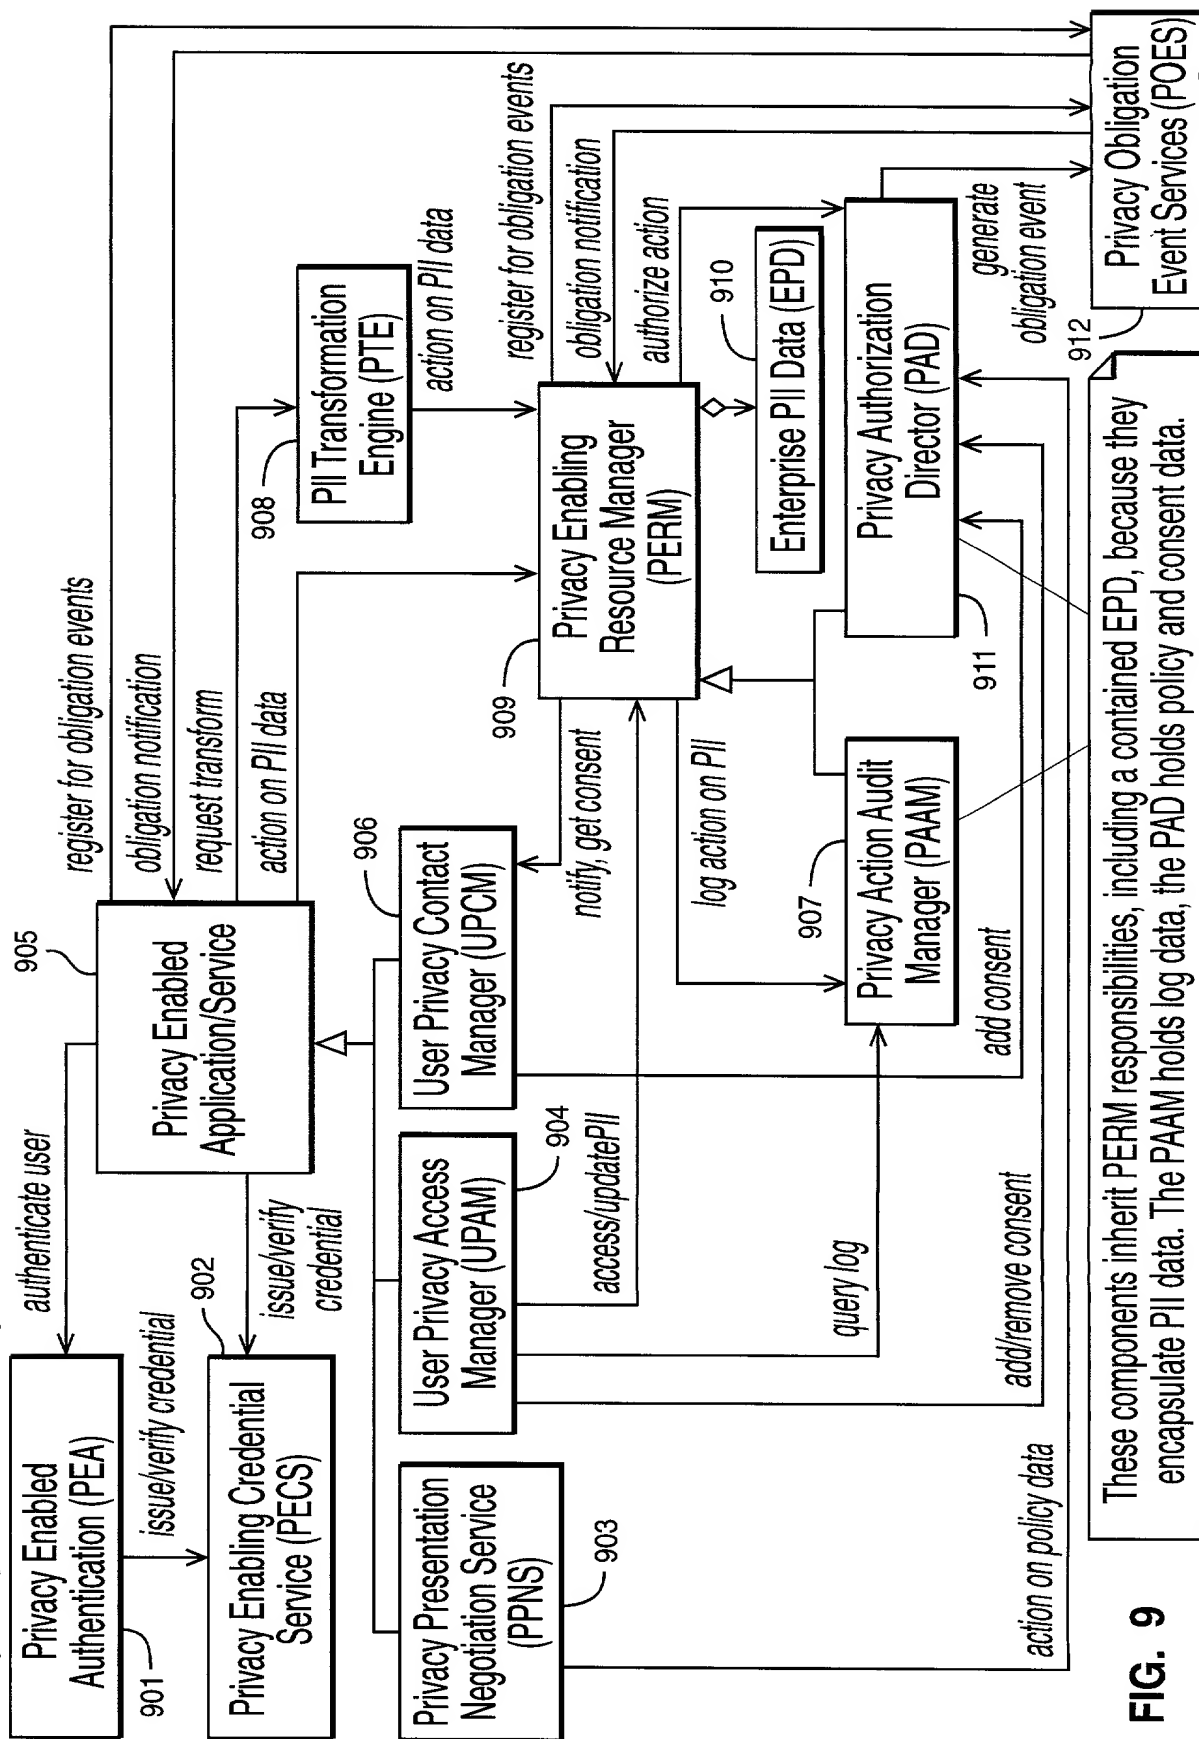 905
Privacy Enabled
Application/Service
register for obligation events
obligation notification
request transform
action on PII data
authenticate user
issue/verify
credential
Privacy Enabled
Authentication (PEA)
901
issue/verify credential
902
Privacy Enabling Credential
Service (PECS)
908
PII Transformation
Engine (PTE)
action on PII data
Privacy Presentation
Negotiation Service
(PPNS)
903
User Privacy Access
Manager (UPAM)
904
User Privacy Contact
Manager (UPCM)
906
909
Privacy Enabling
Resource Manager
(PERM)
register for obligation events
obligation notification
authorize action
notify, get consent
access/updatePII
log action on PII
910
Enterprise PII Data (EPD)
query log
907
Privacy Action Audit
Manager (PAAM)
911
Privacy Authorization
Director (PAD)
generate
obligation event
add consent
add/remove consent
action on policy data
912
Privacy Obligation
Event Services (POES)
These components inherit PERM responsibilities, including a contained EPD, because they
encapsulate PII data. The PAAM holds log data, the PAD holds policy and consent data.
FIG. 9